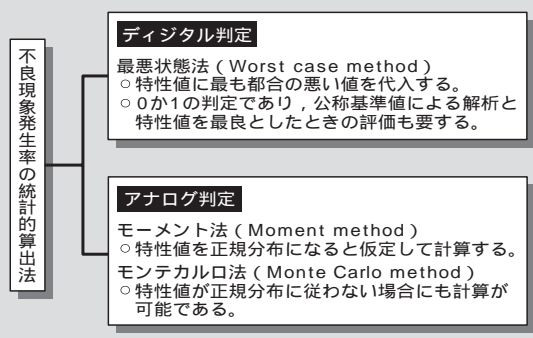 不良現象発生率の統計的算出法
ディジタル判定
最悪状態法(Worst case method)
○特性値に最も都合の悪い値を代入する。
○0か1の判定であり,公称基準値による解析と
特性値を最良としたときの評価も要する。
アナログ判定
モーメント法(Moment method)
○特性値を正規分布になると仮定して計算する。
モンテカルロ法(Monte Carlo method)
○特性値が正規分布に従わない場合にも計算が
可能である。